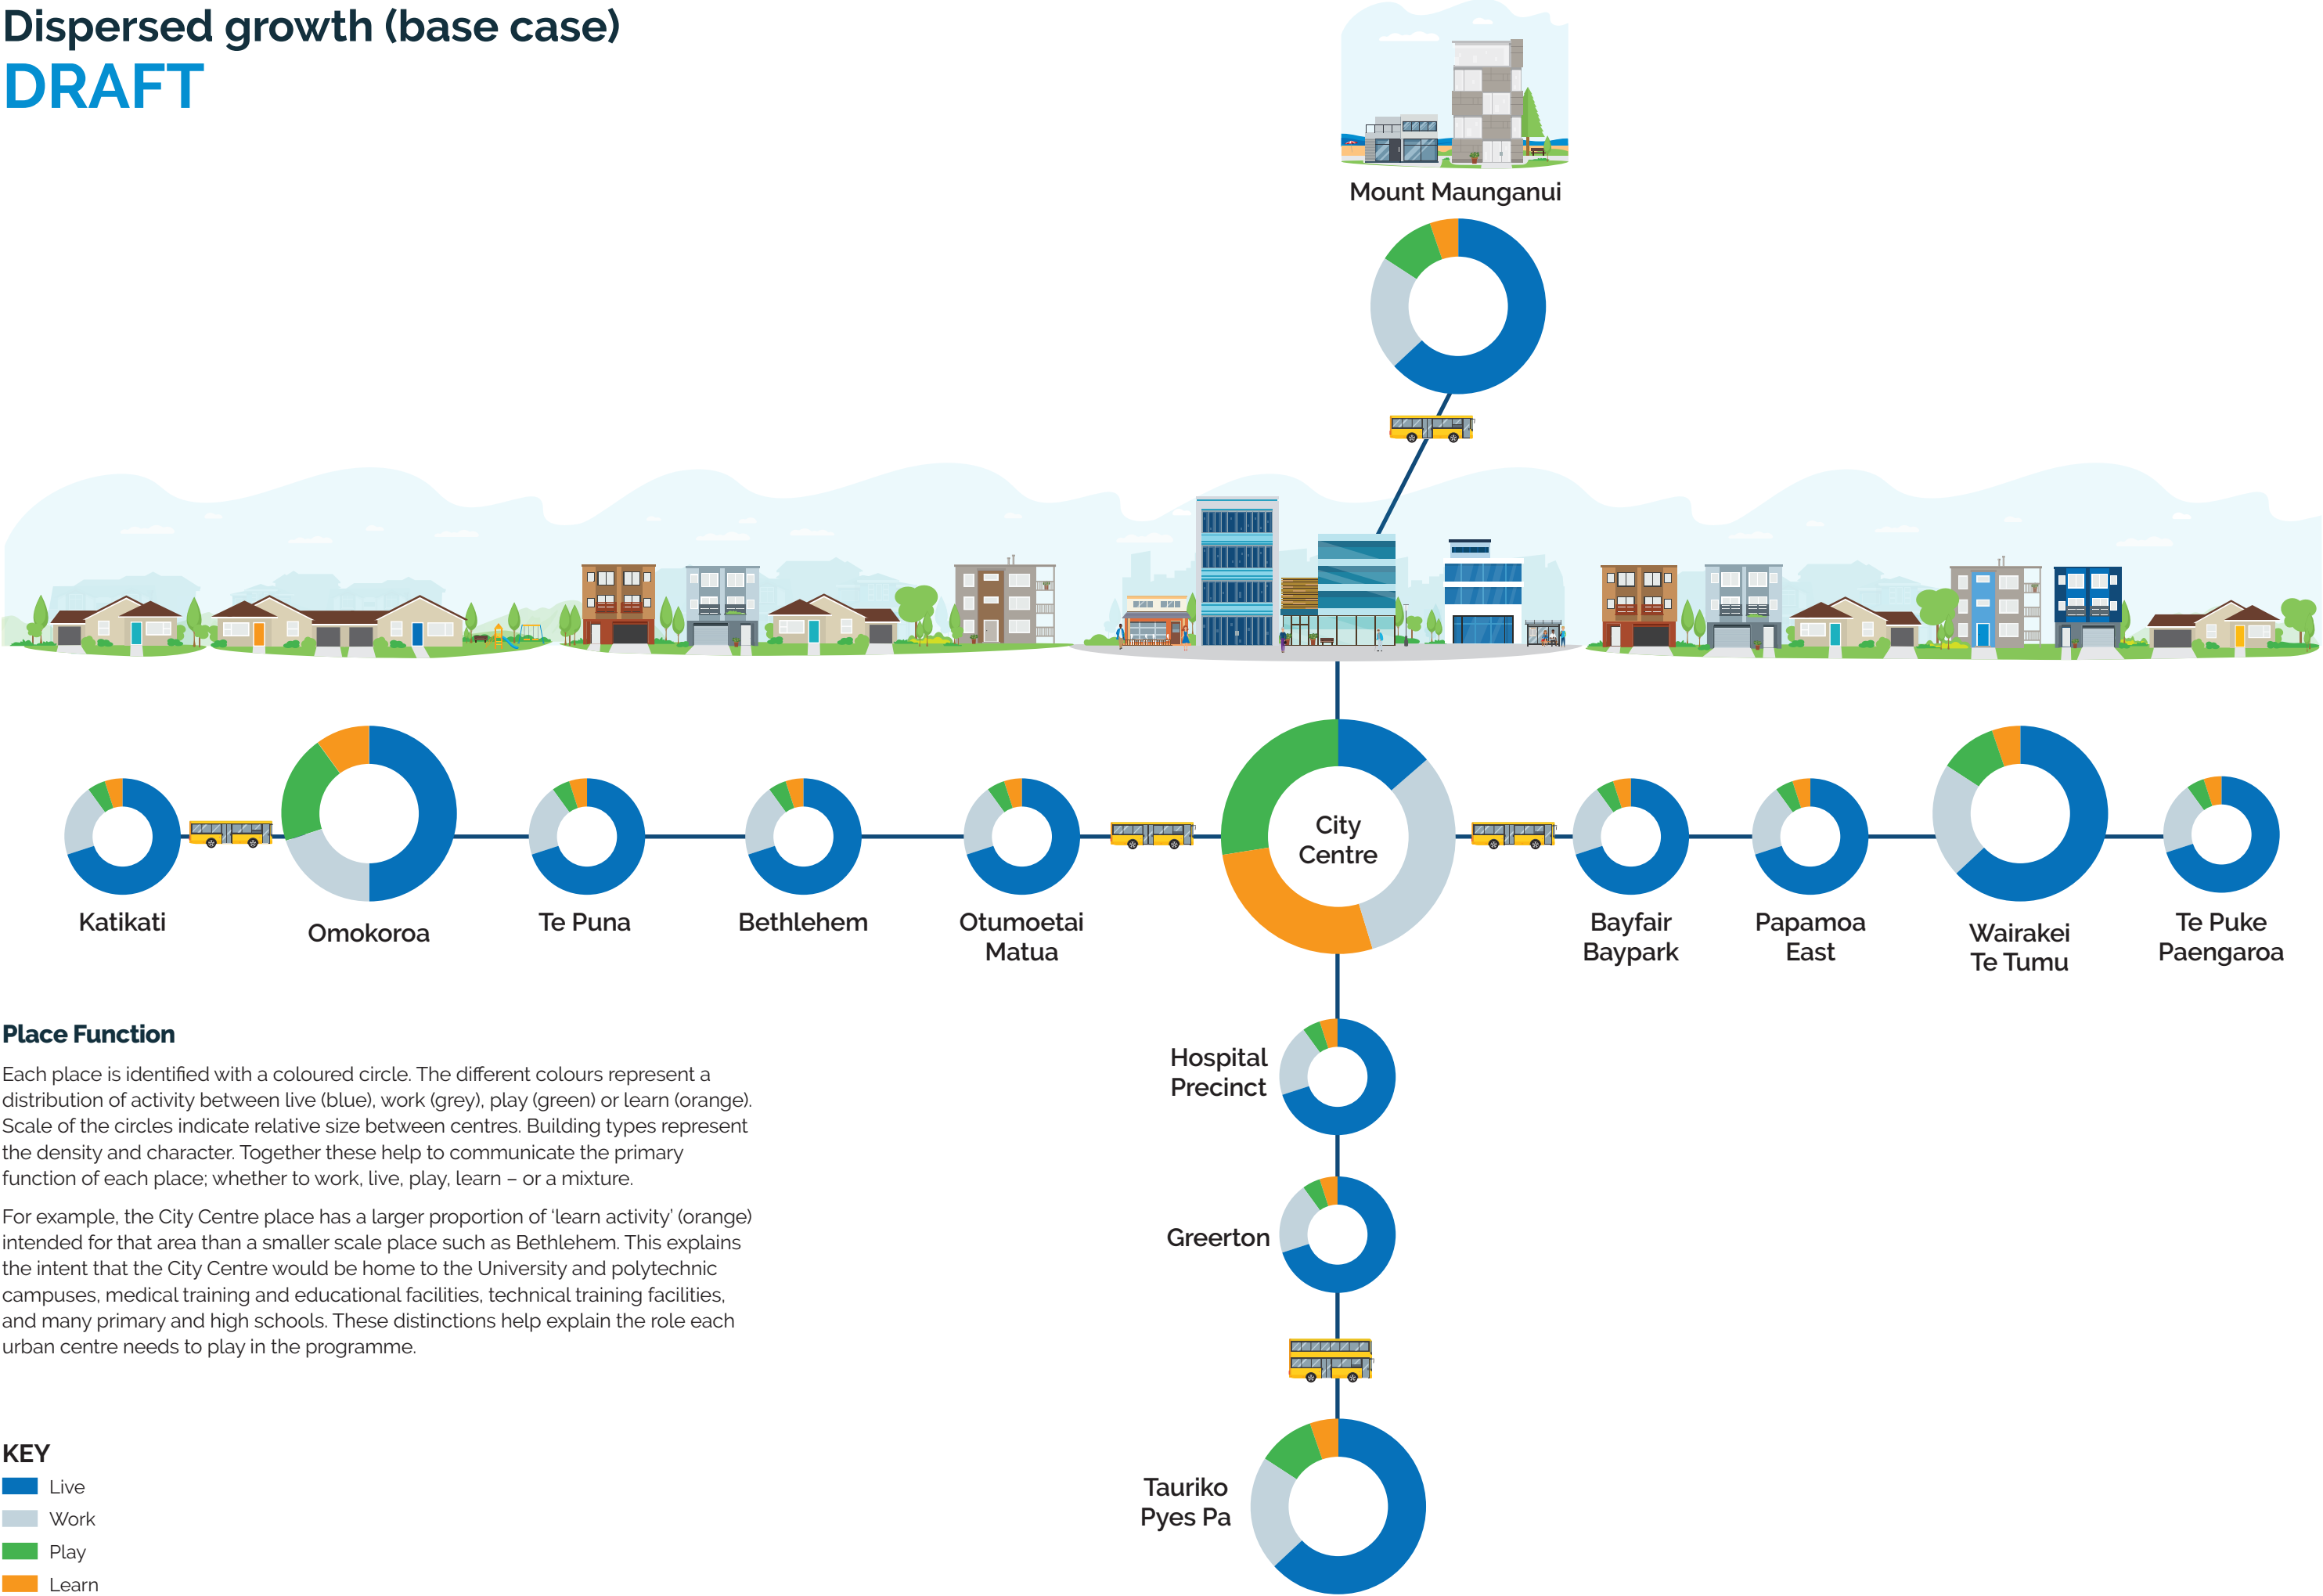 Dispersed growth (base case)
DRAFT
Mount Maunganui
City
Centre
Katikati
Omokoroa
Te Puna
Bethlehem
Otumoetai
Matua
Bayfair
Baypark
Papamoa
East
Wairakei
Te Tumu
Te Puke
Paengaroa
Hospital
Precinct
Greerton
Tauriko
Pyes Pa
Place Function
Each place is identified with a coloured circle. The different colours represent a
distribution of activity between live (blue), work (grey), play (green) or learn (orange).
Scale of the circles indicate relative size between centres. Building types represent
the density and character. Together these help to communicate the primary
function of each place; whether to work, live, play, learn – or a mixture.
For example, the City Centre place has a larger proportion of ‘learn activity’ (orange)
intended for that area than a smaller scale place such as Bethlehem. This explains
the intent that the City Centre would be home to the University and polytechnic
campuses, medical training and educational facilities, technical training facilities,
and many primary and high schools. These distinctions help explain the role each
urban centre needs to play in the programme.
KEY
Live
Work
Play
Learn